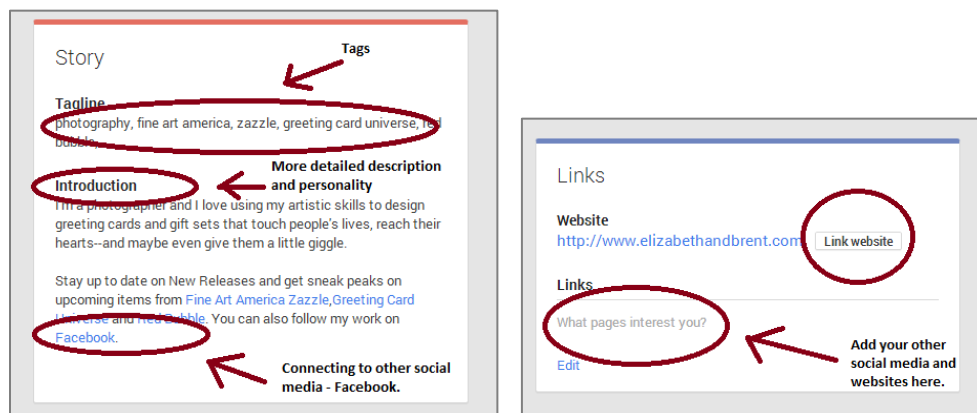 Story
Tags
Tagline
photography, fine art america, zazzle, greeting card universe, red
bubble
More detailed description
and personality
Introduction
I'm a photographer and I love using my artistic skills to design
greeting cards and gift sets that touch people's lives, reach their
hearts--and maybe even give them a little giggle.
Stay up to date on New Releases and get sneak peaks on
upcoming items from Fine Art America Zazzle,Greeting Card
Universe and Red Bubble. You can also follow my work on
Facebook.
Connecting to other social
media - Facebook.
Links
Website
http://www.elizabethandbrent.com Link website
Links
What pages interest you?
Edit
Add your other
social media and
websites here.